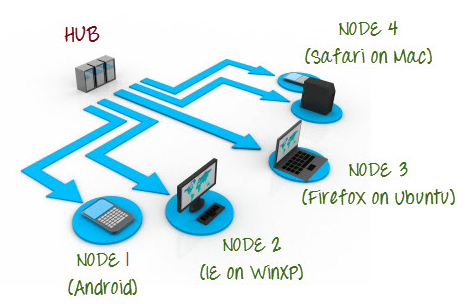 HUB
NODE 4
(Safari on Mac)
NODE 3
(Firefox on Ubuntu)
NODE 2
(IE on WinXP)
NODE 1
(Android)